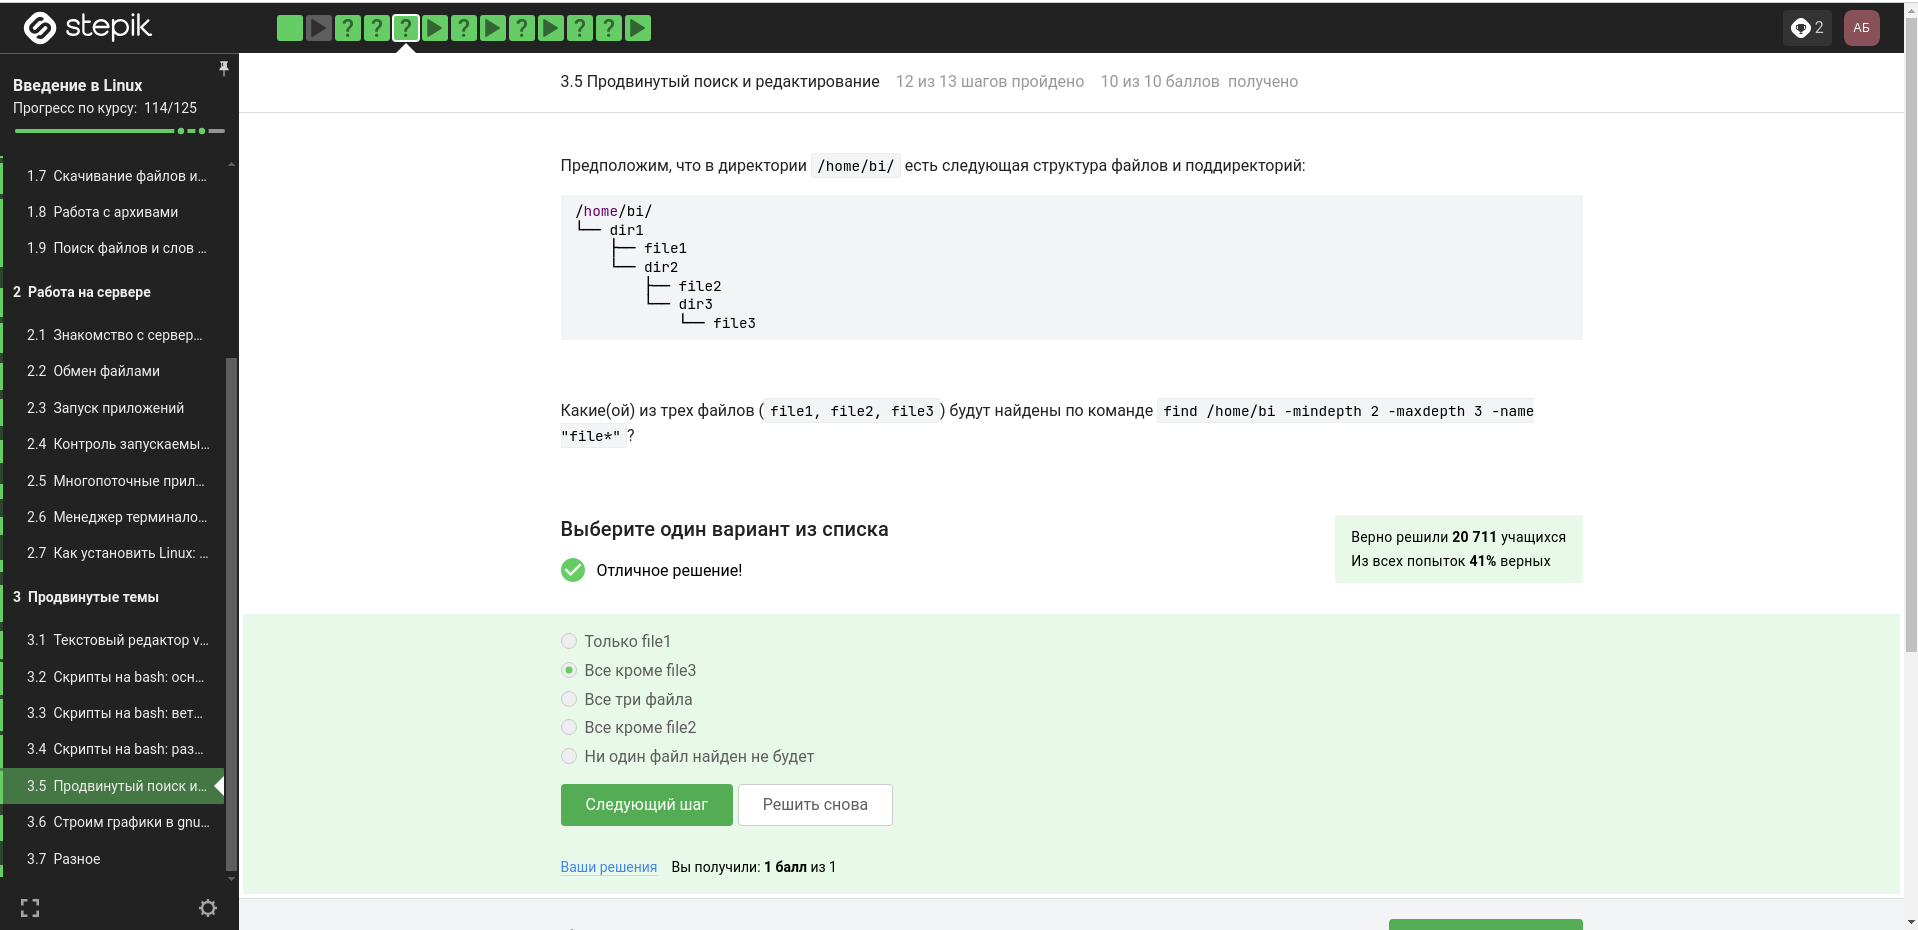 stepik
? ? ? ? ? ? ?
2
АБ
Введение в Linux
Прогресс по курсу: 114/125
1.7 Скачивание файлов и…
1.8 Работа с архивами
1.9 Поиск файлов и слов …
2 Работа на сервере
2.1 Знакомство с сервер…
2.2 Обмен файлами
2.3 Запуск приложений
2.4 Контроль запускаемы…
2.5 Многопоточные прил…
2.6 Менеджер терминало…
2.7 Как установить Linux: …
3 Продвинутые темы
3.1 Текстовый редактор v…
3.2 Скрипты на bash: осн…
3.3 Скрипты на bash: вет…
3.4 Скрипты на bash: раз…
3.5 Продвинутый поиск и…
3.6 Строим графики в gnu…
3.7 Разное
3.5 Продвинутый поиск и редактирование 12 из 13 шагов пройдено 10 из 10 баллов получено
Предположим, что в директории /home/bi/ есть следующая структура файлов и поддиректорий:
/home/bi/
└── dir1
    ├── file1
    └── dir2
        ├── file2
        └── dir3
            └── file3
Какие(ой) из трех файлов ( file1, file2, file3 ) будут найдены по команде find /home/bi -mindepth 2 -maxdepth 3 -name
"file*" ?
Выберите один вариант из списка
Отличное решение!
Верно решили 20 711 учащихся
Из всех попыток 41% верных
Только file1
Все кроме file3
Все три файла
Все кроме file2
Ни один файл найден не будет
Следующий шаг
Решить снова
Ваши решения Вы получили: 1 балл из 1